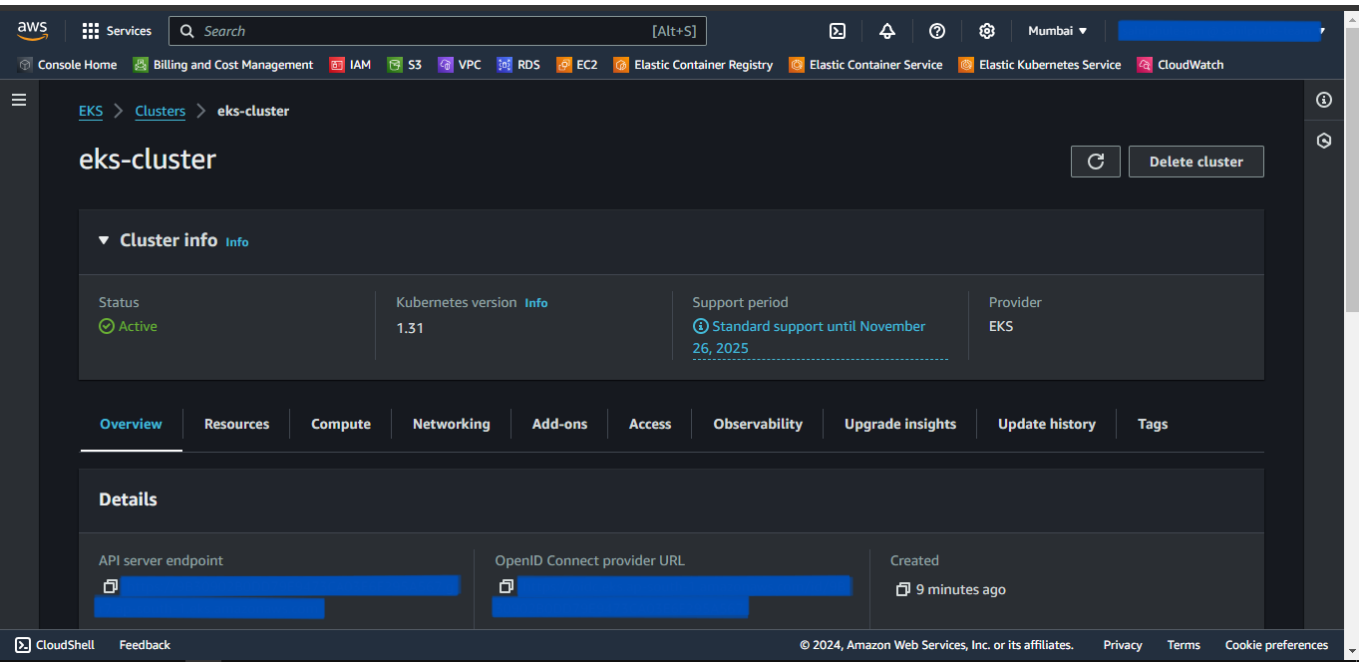 aws Services Search [Alt+S] Mumbai
Console Home Billing and Cost Management IAM S3 VPC RDS EC2 Elastic Container Registry Elastic Container Service Elastic Kubernetes Service CloudWatch
EKS > Clusters > eks-cluster
eks-cluster
Delete cluster
Cluster info Info
Status
Active
Kubernetes version Info
1.31
Support period
Standard support until November
26, 2025
Provider
EKS
Overview Resources Compute Networking Add-ons Access Observability Upgrade insights Update history Tags
Details
API server endpoint
OpenID Connect provider URL
Created
9 minutes ago
CloudShell Feedback © 2024, Amazon Web Services, Inc. or its affiliates. Privacy Terms Cookie preferences